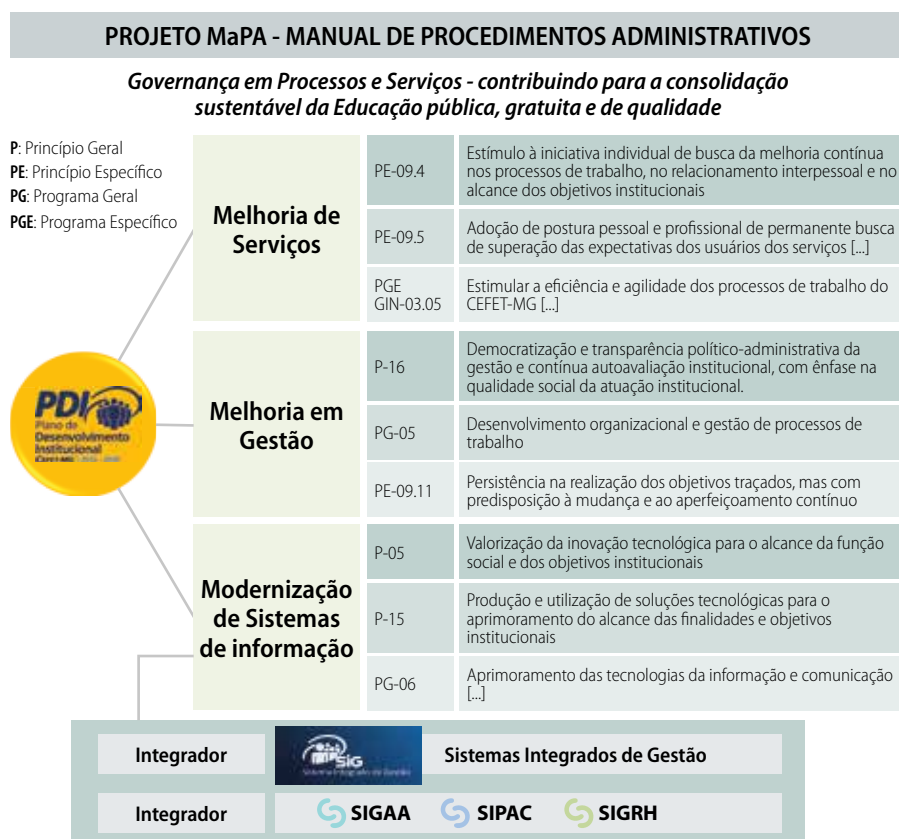 PROJETO MaPA - MANUAL DE PROCEDIMENTOS ADMINISTRATIVOS
Governança em Processos e Serviços - contribuindo para a consolidação
sustentável da Educação pública, gratuita e de qualidade
P: Princípio Geral
PE: Princípio Específico
PG: Programa Geral
PGE: Programa Específico
PDI
Plano de
Desenvolvimento
Institucional
Melhoria de
Serviços
PE-09.4
Estímulo à iniciativa individual de busca da melhoria contínua
nos processos de trabalho, no relacionamento interpessoal e no
alcance dos objetivos institucionais
PE-09.5
Adoção de postura pessoal e profissional de permanente busca
de superação das expectativas dos usuários dos serviços [...]
PGE
GIN-03.05
Estimular a eficiência e agilidade dos processos de trabalho do
CEFET-MG [...]
Melhoria em
Gestão
P-16
Democratização e transparência político-administrativa da
gestão e contínua autoavaliação institucional, com ênfase na
qualidade social da atuação institucional.
PG-05
Desenvolvimento organizacional e gestão de processos de
trabalho
PE-09.11
Persistência na realização dos objetivos traçados, mas com
predisposição à mudança e ao aperfeiçoamento contínuo
Modernização
de Sistemas
de informação
P-05
Valorização da inovação tecnológica para o alcance da função
social e dos objetivos institucionais
P-15
Produção e utilização de soluções tecnológicas para o
aprimoramento do alcance das finalidades e objetivos
institucionais
PG-06
Aprimoramento das tecnologias da informação e comunicação
[...]
Integrador
SIG
Sistemas Integrados de Gestão
Integrador
SIGAA
SIPAC
SIGRH